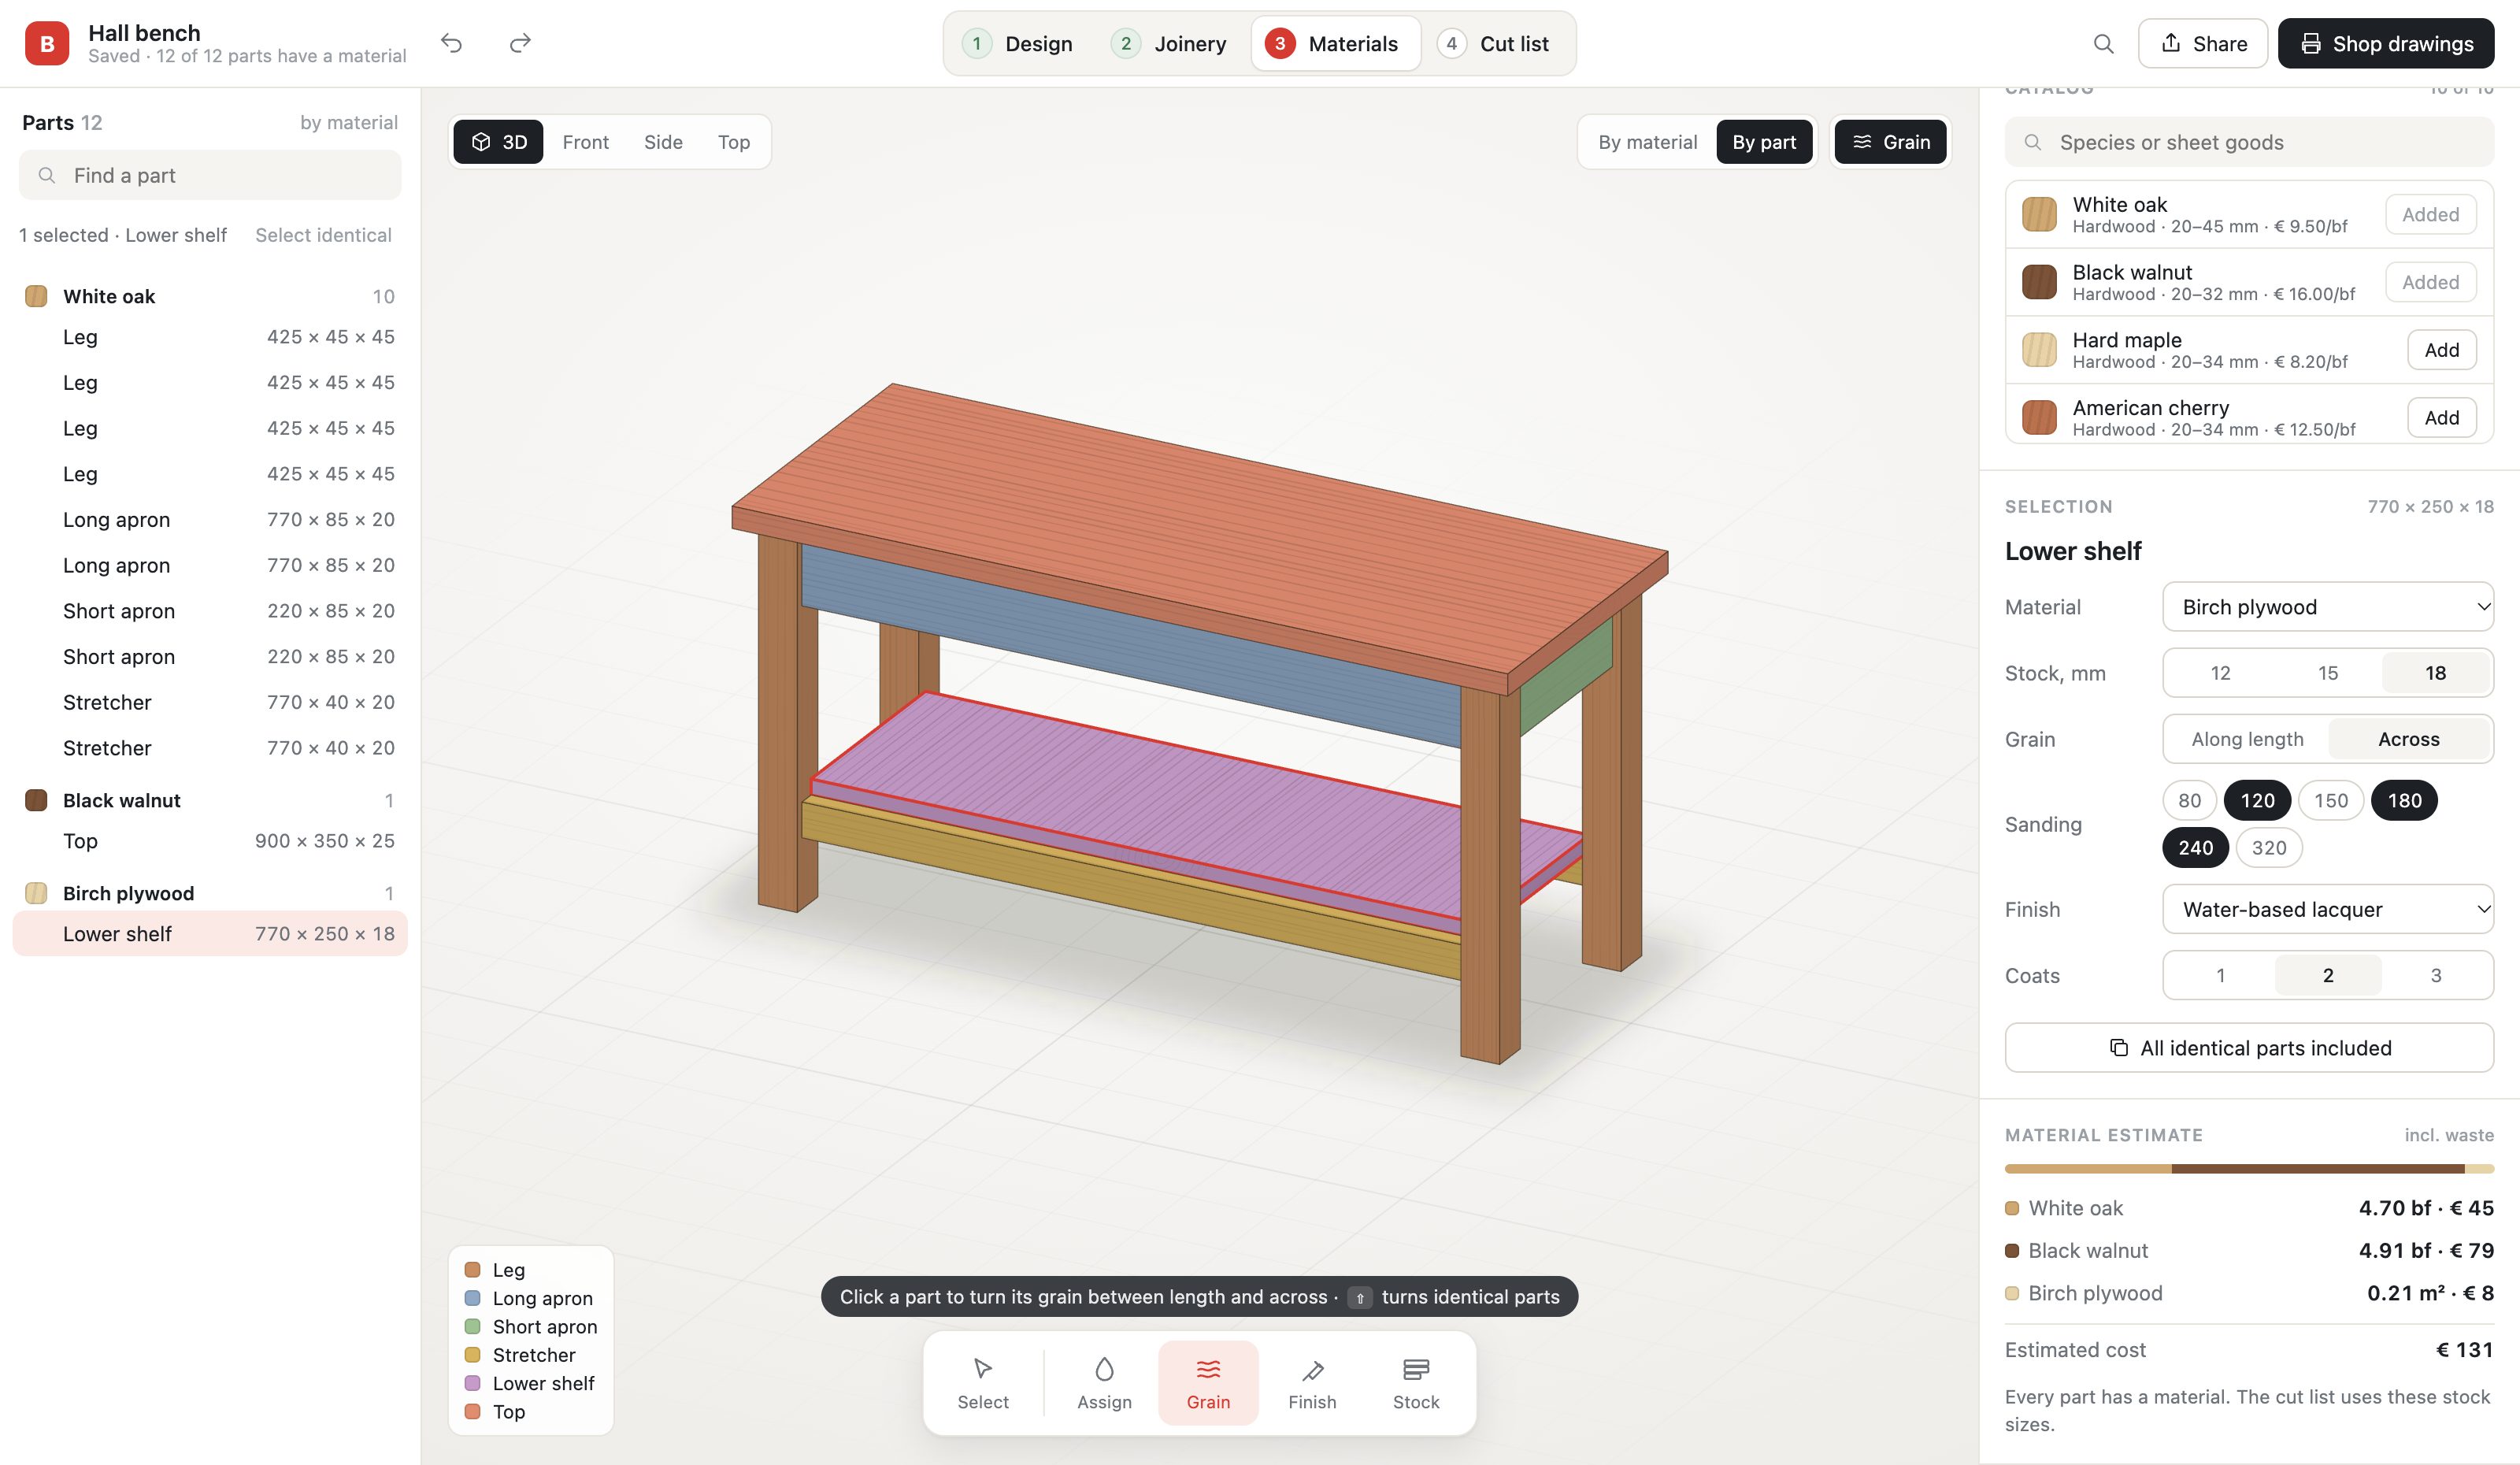 B
Hall bench
Saved · 12 of 12 parts have a material
1 Design
2 Joinery
3 Materials
4 Cut list
Share
Shop drawings
Parts 12
by material
Find a part
1 selected · Lower shelf
Select identical
White oak 10
Leg 425 × 45 × 45
Leg 425 × 45 × 45
Leg 425 × 45 × 45
Leg 425 × 45 × 45
Long apron 770 × 85 × 20
Long apron 770 × 85 × 20
Short apron 220 × 85 × 20
Short apron 220 × 85 × 20
Stretcher 770 × 40 × 20
Stretcher 770 × 40 × 20
Black walnut 1
Top 900 × 350 × 25
Birch plywood 1
Lower shelf 770 × 250 × 18
3D
Front
Side
Top
By material
By part
Grain
Leg
Long apron
Short apron
Stretcher
Lower shelf
Top
Click a part to turn its grain between length and across · ⇧ turns identical parts
Select
Assign
Grain
Finish
Stock
CATALOG 10 of 10
Species or sheet goods
White oak
Hardwood · 20–45 mm · € 9.50/bf
Added
Black walnut
Hardwood · 20–32 mm · € 16.00/bf
Added
Hard maple
Hardwood · 20–34 mm · € 8.20/bf
Add
American cherry
Hardwood · 20–34 mm · € 12.50/bf
Add
SELECTION 770 × 250 × 18
Lower shelf
Material Birch plywood
Stock, mm 12 15 18
Grain Along length Across
Sanding 80 120 150 180
240 320
Finish Water-based lacquer
Coats 1 2 3
All identical parts included
MATERIAL ESTIMATE incl. waste
White oak 4.70 bf · € 45
Black walnut 4.91 bf · € 79
Birch plywood 0.21 m² · € 8
Estimated cost € 131
Every part has a material. The cut list uses these stock
sizes.